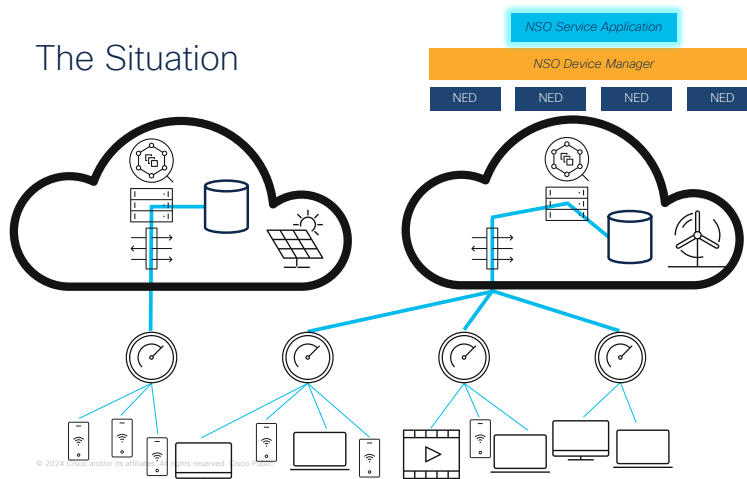 The Situation
NSO Service Application
NSO Device Manager
NED
NED
NED
NED
© 2024 Cisco and/or its affiliates. All rights reserved. Cisco Public